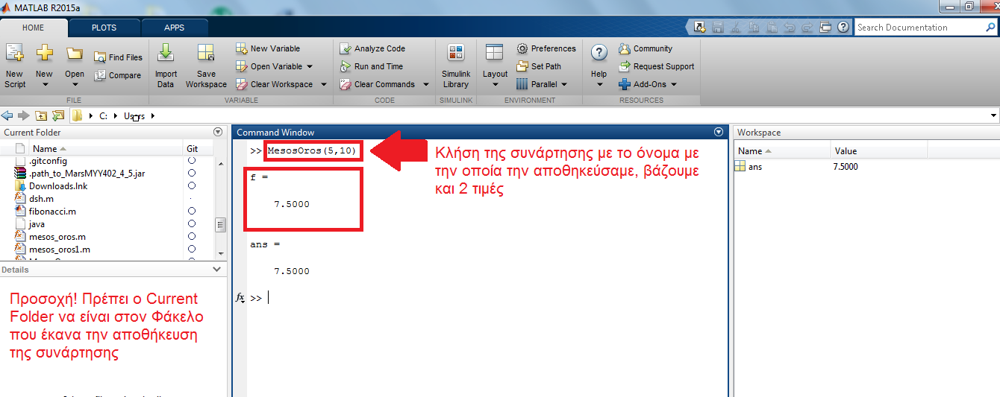 MATLAB R2015a
HOME PLOTS APPS
Search Documentation
New Script
New
Open
Find Files
Compare
FILE
Import Data
Save Workspace
New Variable
Open Variable
Clear Workspace
VARIABLE
Analyze Code
Run and Time
Clear Commands
CODE
Simulink Library
SIMULINK
Layout
Preferences
Set Path
Parallel
ENVIRONMENT
Help
Community
Request Support
Add-Ons
RESOURCES
C: Users
Current Folder
Name Git
.gitconfig
.path_to_MarsMYY402_4_5.jar
Downloads.lnk
dsh.m
fibonacci.m
java
mesos_oros.m
mesos_oros1.m
Details
Προσοχή! Πρέπει ο Current
Folder να είναι στον Φάκελο
που έκανα την αποθήκευση
της συνάρτησης
Command Window
>> MesosOros(5,10)
f =
7.5000
ans =
7.5000
fx >>
Κλήση της συνάρτησης με το όνομα με
την οποία την αποθηκεύσαμε, βάζουμε
και 2 τιμές
Workspace
Name Value
ans 7.5000